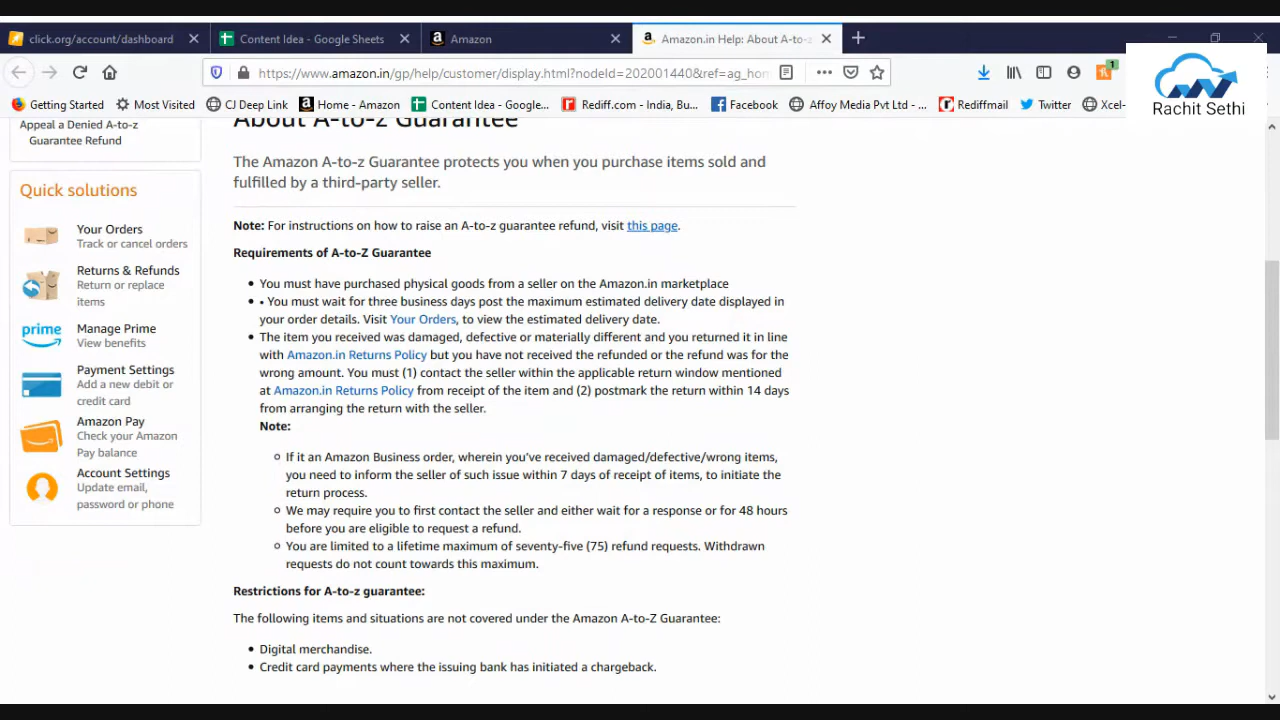 click.org/account/dashboard
Content Idea - Google Sheets
Amazon
Amazon.in Help: About A-to-z
https://www.amazon.in/gp/help/customer/display.html?nodeId=202001440&ref=ag_hom
1
Getting Started
Most Visited
CJ Deep Link
Home - Amazon
Content Idea - Google...
Rediff.com - India, Bu...
Facebook
Affoy Media Pvt Ltd - ...
Rediffmail
Twitter
Xcel-
Rachit Sethi
Appeal a Denied A-to-z
Guarantee Refund
Quick solutions
Your Orders
Track or cancel orders
Returns & Refunds
Return or replace
items
prime
Manage Prime
View benefits
Payment Settings
Add a new debit or
credit card
Amazon Pay
Check your Amazon
Pay balance
Account Settings
Update email,
password or phone
About A-to-z Guarantee
The Amazon A-to-z Guarantee protects you when you purchase items sold and
fulfilled by a third-party seller.
Note: For instructions on how to raise an A-to-z guarantee refund, visit this page.
Requirements of A-to-Z Guarantee
• You must have purchased physical goods from a seller on the Amazon.in marketplace
• • You must wait for three business days post the maximum estimated delivery date displayed in
your order details. Visit Your Orders, to view the estimated delivery date.
• The item you received was damaged, defective or materially different and you returned it in line
with Amazon.in Returns Policy but you have not received the refunded or the refund was for the
wrong amount. You must (1) contact the seller within the applicable return window mentioned
at Amazon.in Returns Policy from receipt of the item and (2) postmark the return within 14 days
from arranging the return with the seller.
Note:
◦ If it an Amazon Business order, wherein you've received damaged/defective/wrong items,
you need to inform the seller of such issue within 7 days of receipt of items, to initiate the
return process.
◦ We may require you to first contact the seller and either wait for a response or for 48 hours
before you are eligible to request a refund.
◦ You are limited to a lifetime maximum of seventy-five (75) refund requests. Withdrawn
requests do not count towards this maximum.
Restrictions for A-to-z guarantee:
The following items and situations are not covered under the Amazon A-to-Z Guarantee:
• Digital merchandise.
• Credit card payments where the issuing bank has initiated a chargeback.